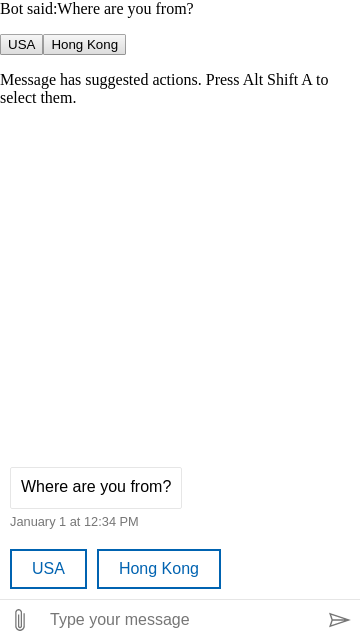 Bot said:Where are you from?
USA Hong Kong
Message has suggested actions. Press Alt Shift A to
select them.
Where are you from?
January 1 at 12:34 PM
USA Hong Kong
Type your message